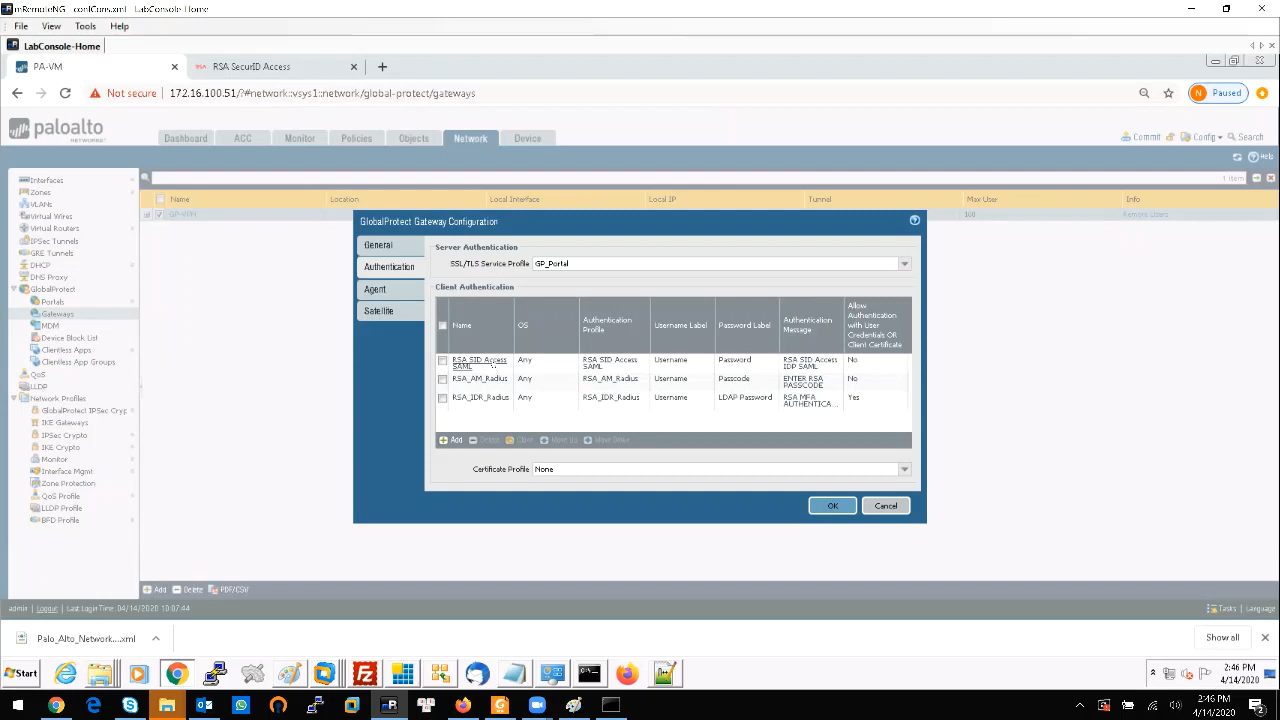 mRemoteNG - confCons.xml - LabConsole-Home
File View Tools Help
LabConsole-Home
PA-VM
RSA RSA SecurID Access
Not secure 172.16.100.51/?#network::vsys1::network/global-protect/gateways
N Paused
paloalto
NETWORKS
Dashboard ACC Monitor Policies Objects Network Device
Commit Config Search
Help
1 item
Interfaces
Zones
VLANs
Virtual Wires
Virtual Routers
IPSec Tunnels
GRE Tunnels
DHCP
DNS Proxy
GlobalProtect
Portals
Gateways
MDM
Device Block List
Clientless Apps
Clientless App Groups
QoS
LLDP
Network Profiles
GlobalProtect IPSec Cryp
IKE Gateways
IPSec Crypto
IKE Crypto
Monitor
Interface Mgmt
Zone Protection
QoS Profile
LLDP Profile
BFD Profile
Name Location Local Interface Local IP Tunnel Max User Info
GP-VPN 100 Remote Users
GlobalProtect Gateway Configuration
General
Authentication
Agent
Satellite
Server Authentication
SSL/TLS Service Profile GP_Portal
Client Authentication
Name OS Authentication Profile Username Label Password Label Authentication Message Allow Authentication with User Credentials OR Client Certificate
RSA SID Access SAML Any RSA SID Access SAML Username Password RSA SID Access IDP SAML No
RSA_AM_Radius Any RSA_AM_Radius Username Passcode ENTER RSA PASSCODE No
RSA_IDR_Radius Any RSA_IDR_Radius Username LDAP Password RSA MFA AUTHENTICA... Yes
Add Delete Clone Move Up Move Down
Certificate Profile None
OK Cancel
Add Delete PDF/CSV
admin Logout Last Login Time: 04/14/2020 10:07:44
Tasks Language
Palo_Alto_Network....xml
Show all
Start
2:46 PM
4/14/2020
2:46 PM
4/14/2020